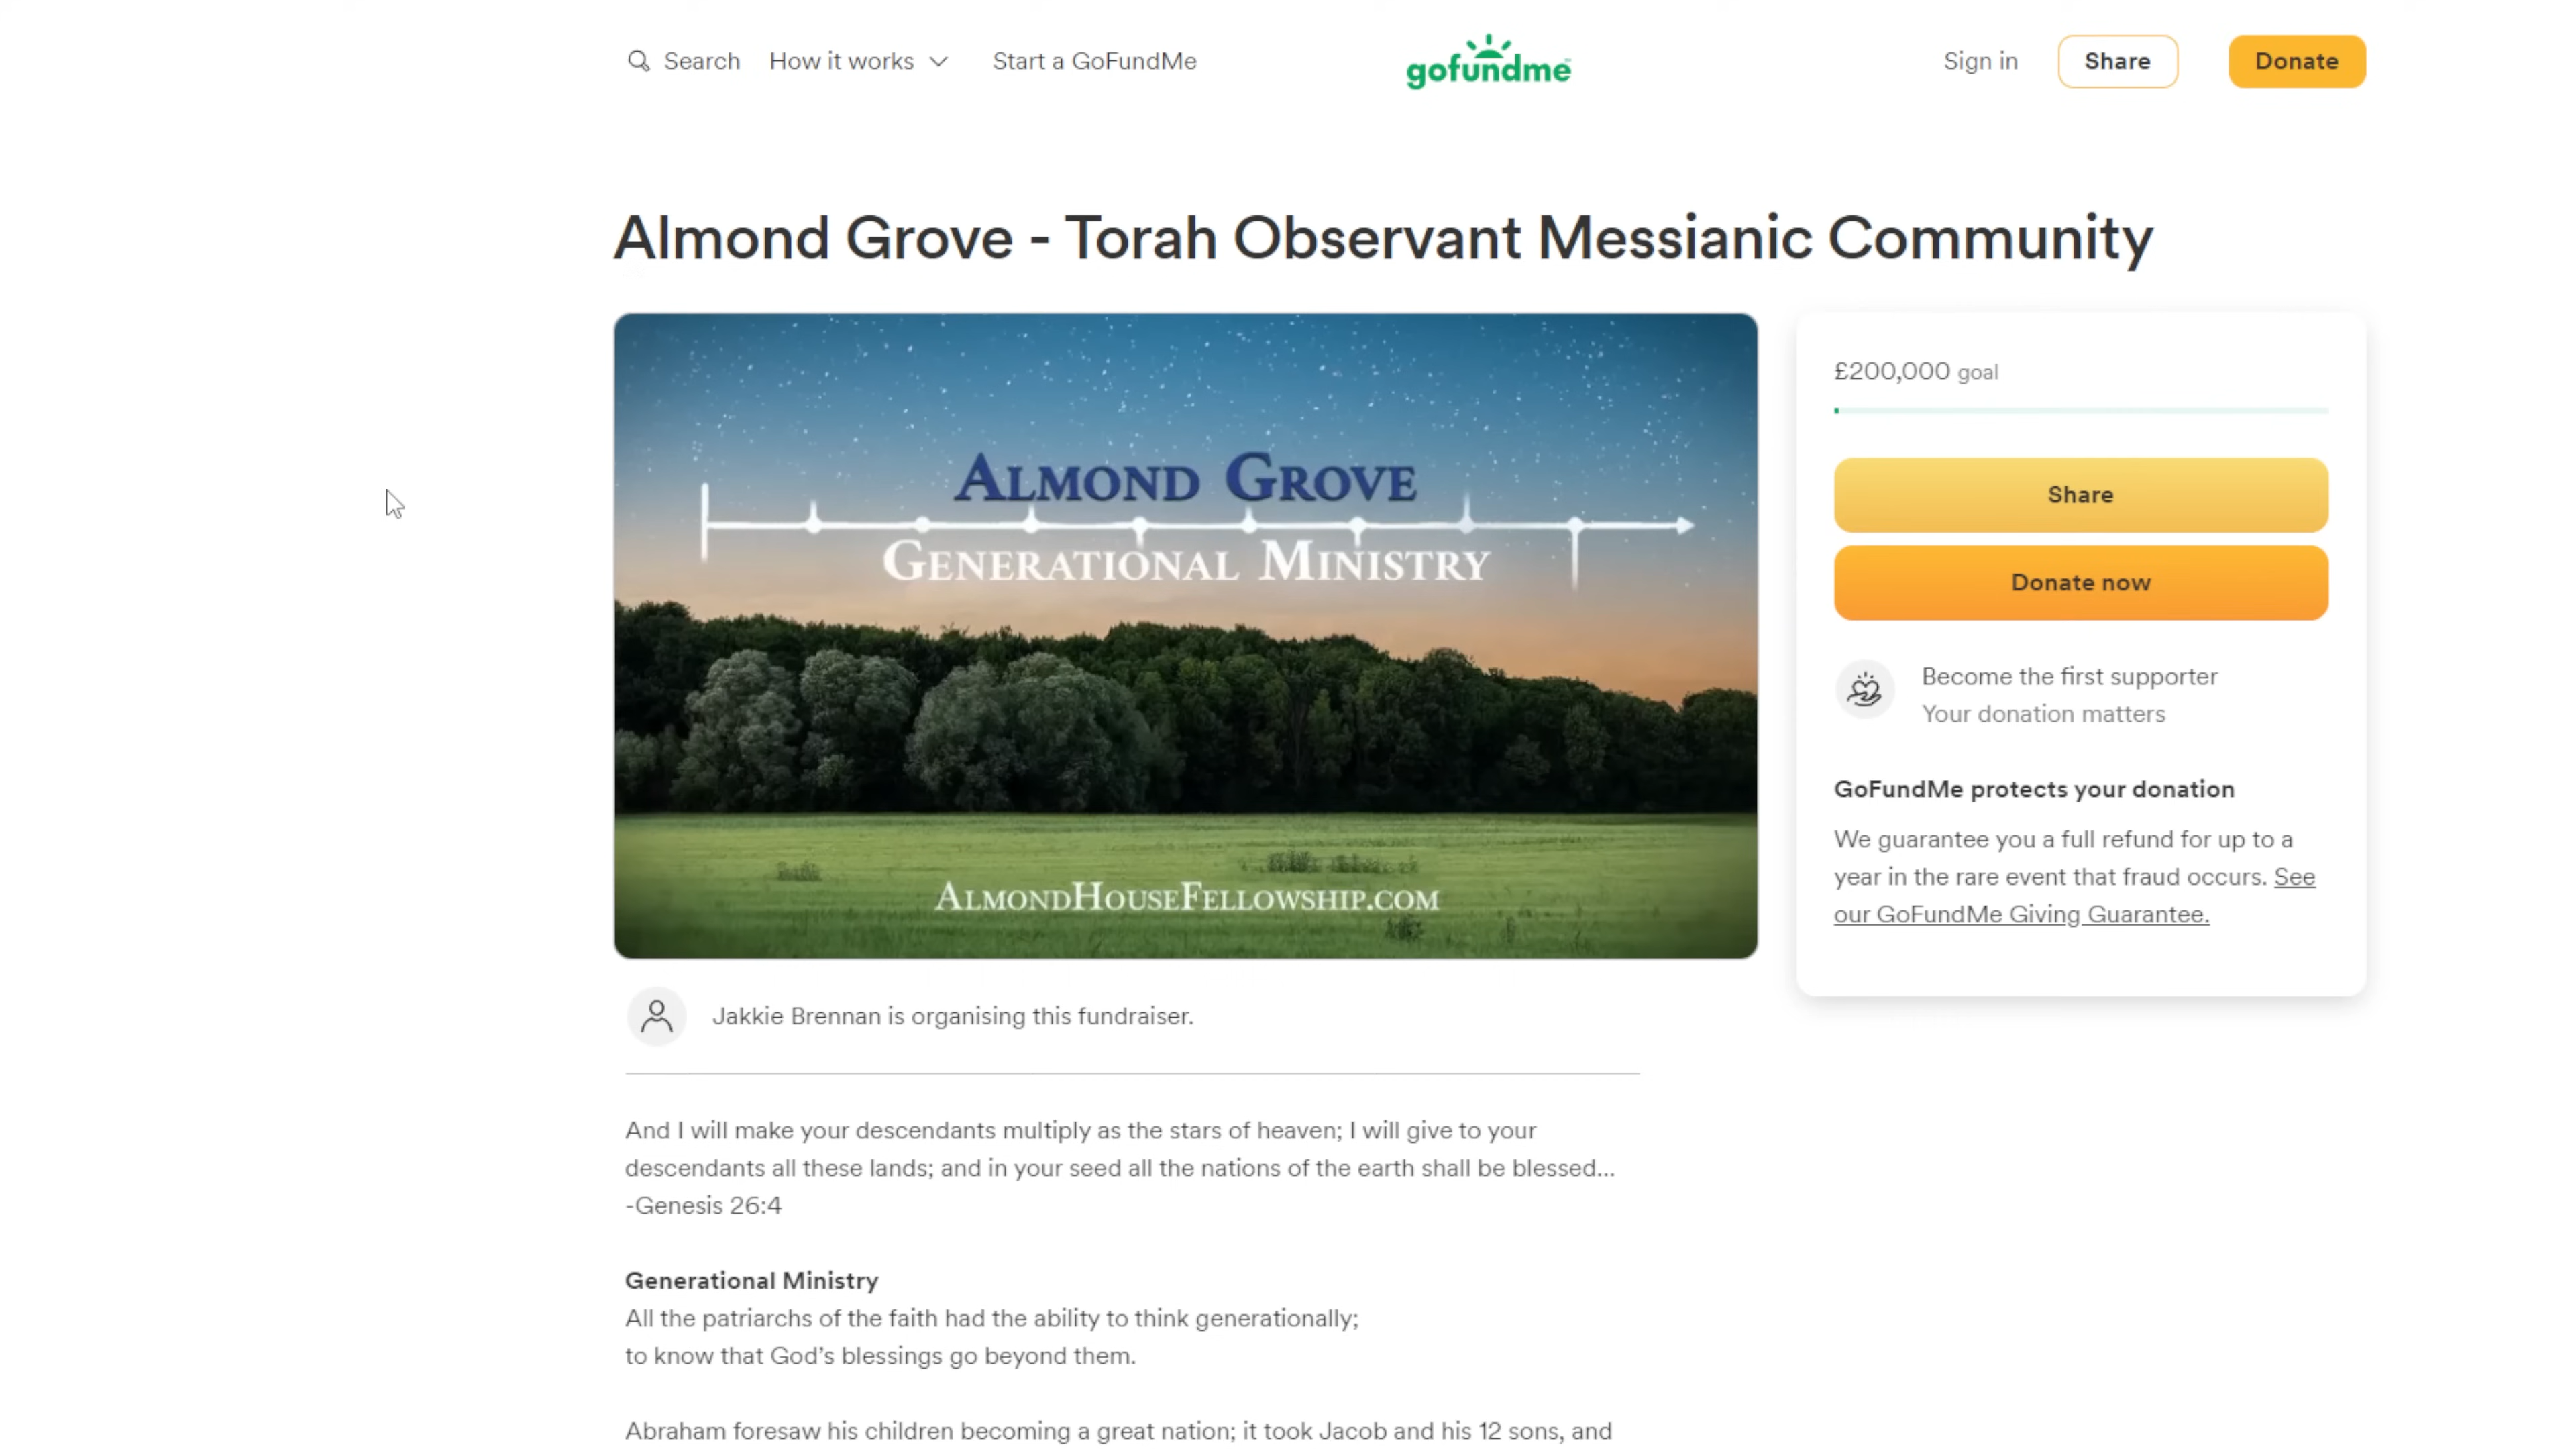 Search How it works Start a GoFundMe gofundme Sign in Share Donate
Almond Grove - Torah Observant Messianic Community
ALMOND GROVE
GENERATIONAL MINISTRY
ALMONDHOUSEFELLOWSHIP.COM
£200,000 goal
Share
Donate now
Become the first supporter
Your donation matters
GoFundMe protects your donation
We guarantee you a full refund for up to a
year in the rare event that fraud occurs. See
our GoFundMe Giving Guarantee.
Jakkie Brennan is organising this fundraiser.
And I will make your descendants multiply as the stars of heaven; I will give to your
descendants all these lands; and in your seed all the nations of the earth shall be blessed...
-Genesis 26:4
Generational Ministry
All the patriarchs of the faith had the ability to think generationally;
to know that God’s blessings go beyond them.
Abraham foresaw his children becoming a great nation; it took Jacob and his 12 sons, and